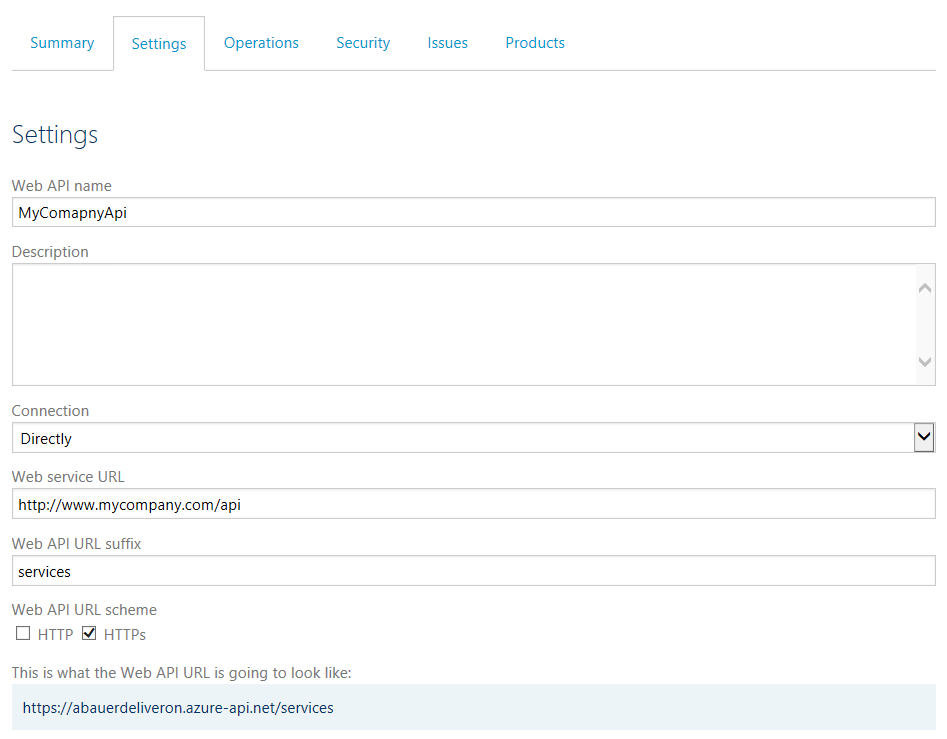 Summary Settings Operations Security Issues Products
Settings
Web API name
MyComapnyApi
Description
Connection
Directly
Web service URL
http://www.mycompany.com/api
Web API URL suffix
services
Web API URL scheme
HTTP HTTPs
This is what the Web API URL is going to look like:
https://abauerdeliveron.azure-api.net/services